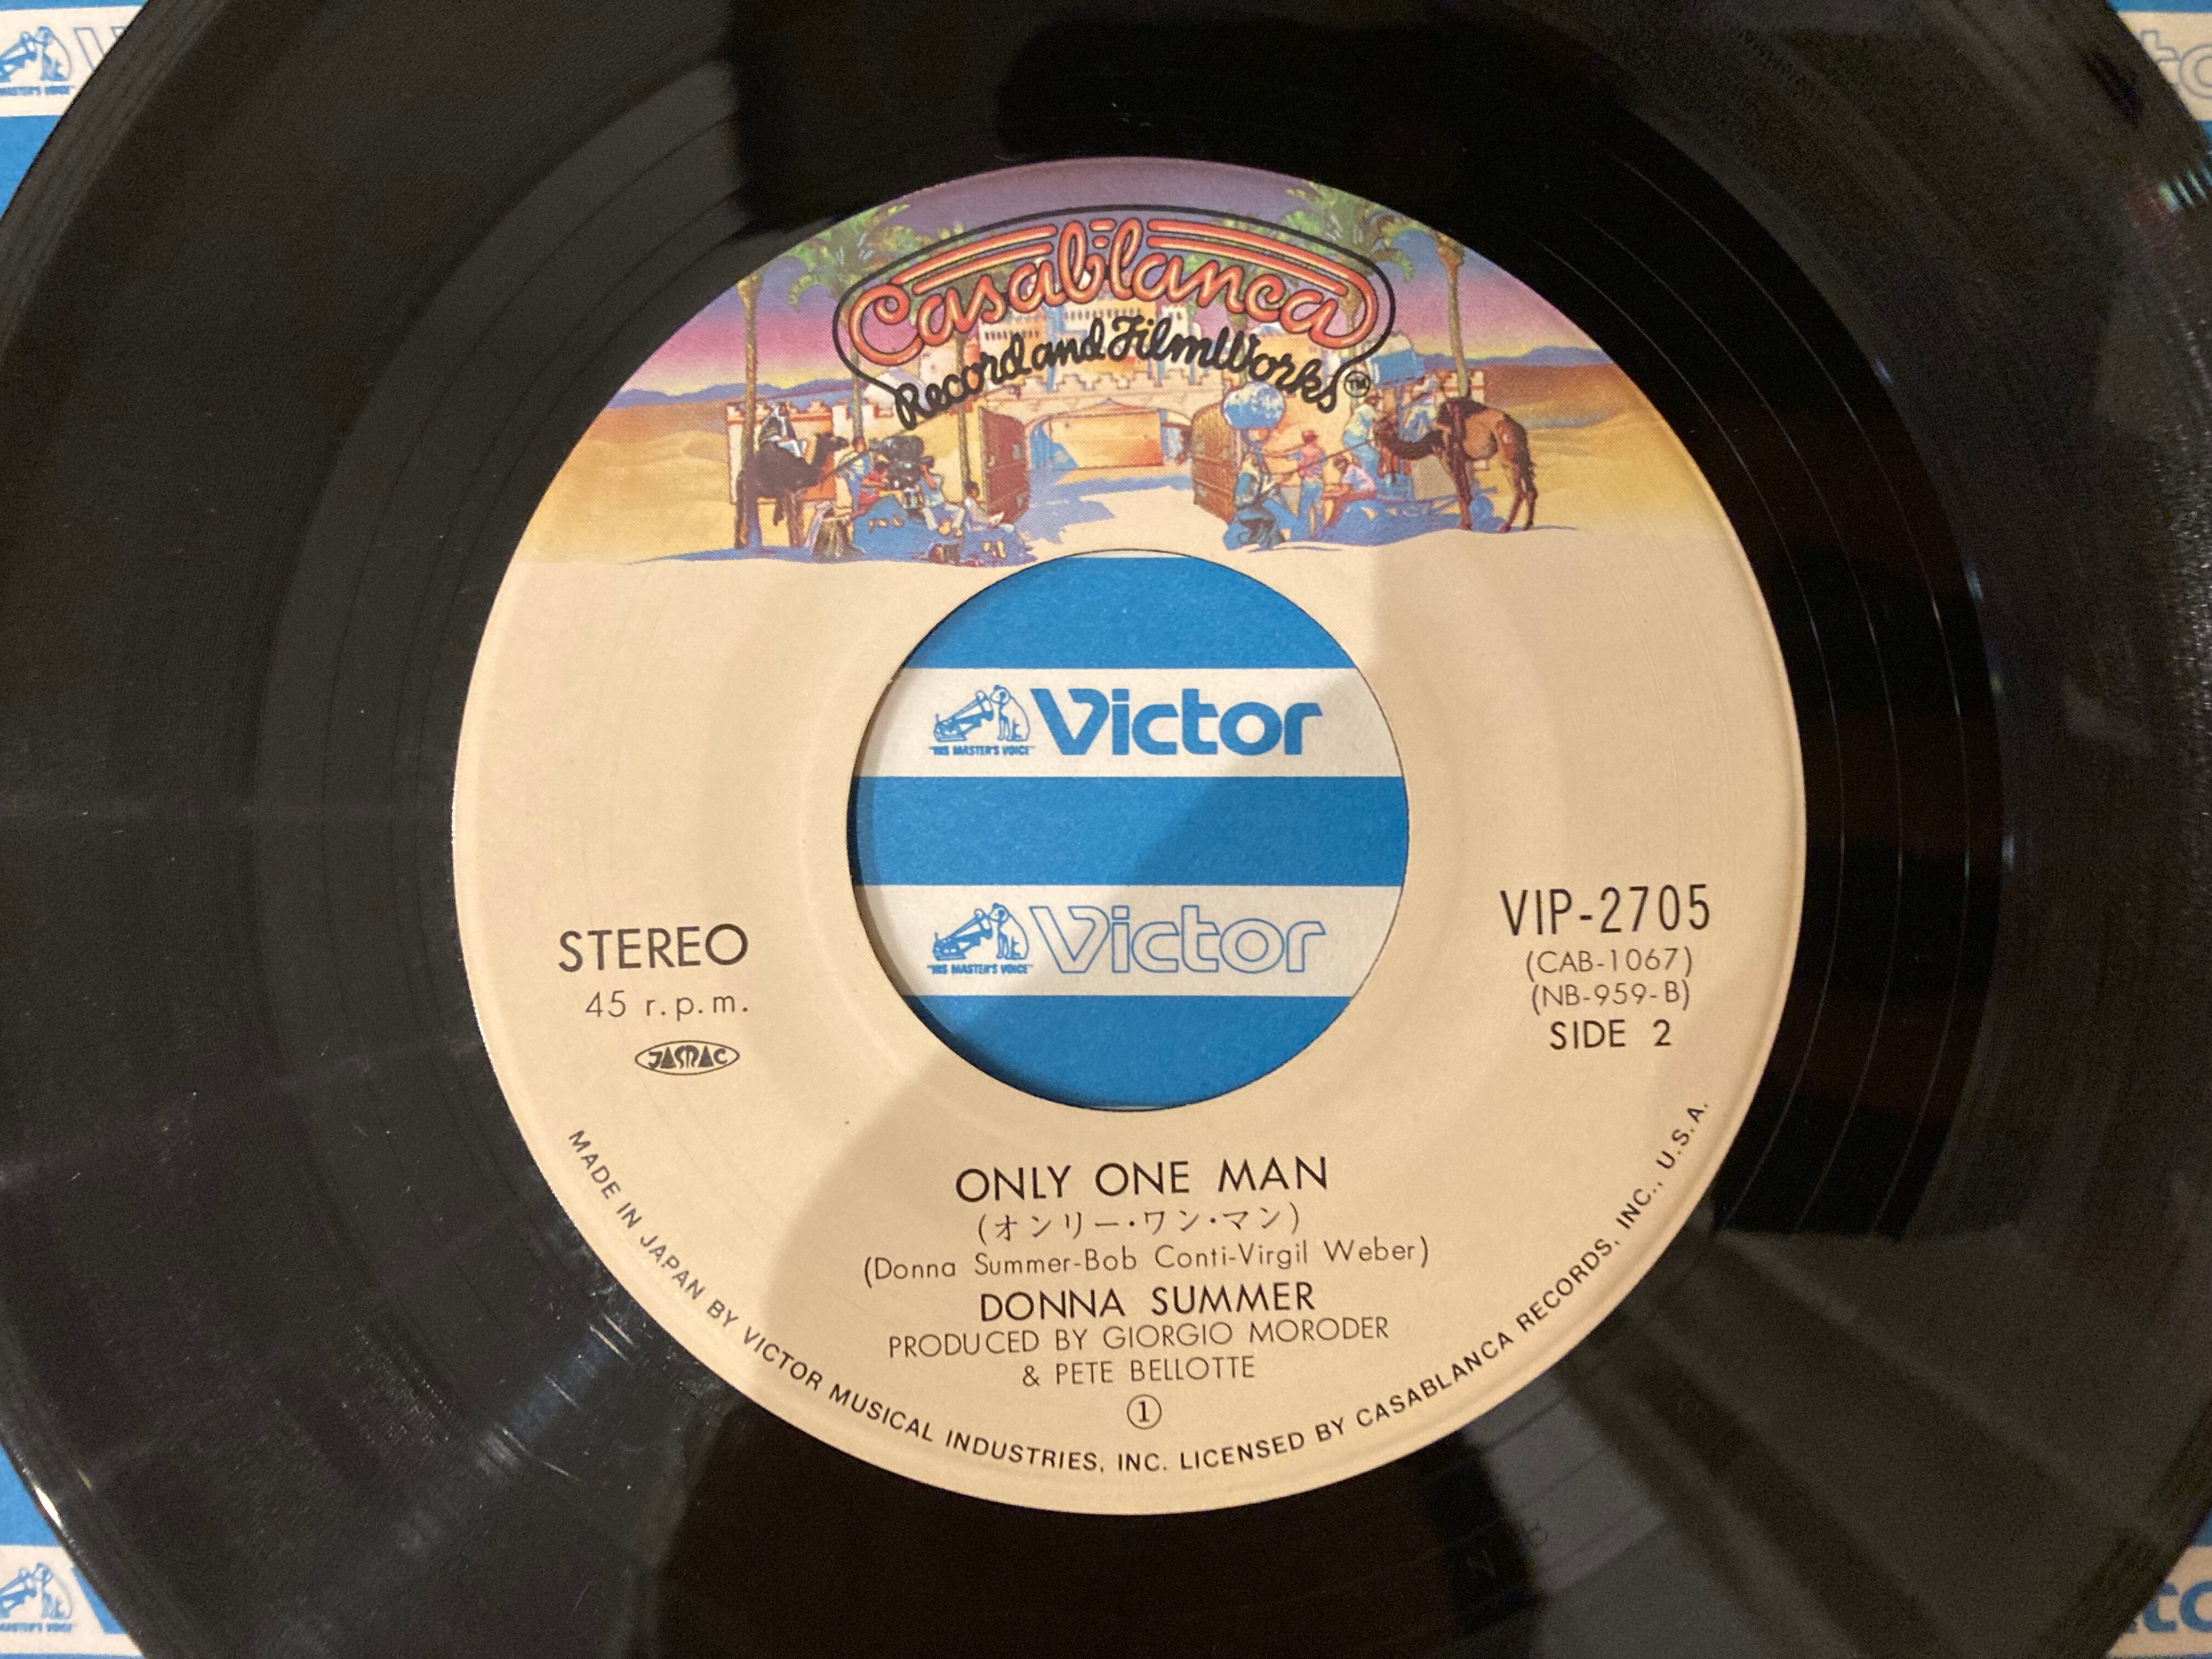 Casablanca
Record and FilmWorks™
"HIS MASTER'S VOICE" Victor
"HIS MASTER'S VOICE" Victor
STEREO
45 r.p.m.
JASRAC
VIP-2705
(CAB-1067)
(NB-959-B)
SIDE 2
ONLY ONE MAN
(オンリー・ワン・マン)
(Donna Summer-Bob Conti-Virgil Weber)
DONNA SUMMER
PRODUCED BY GIORGIO MORODER
& PETE BELLOTTE
①
MADE IN JAPAN BY VICTOR MUSICAL INDUSTRIES, INC. LICENSED BY CASABLANCA RECORDS, INC., U.S.A.